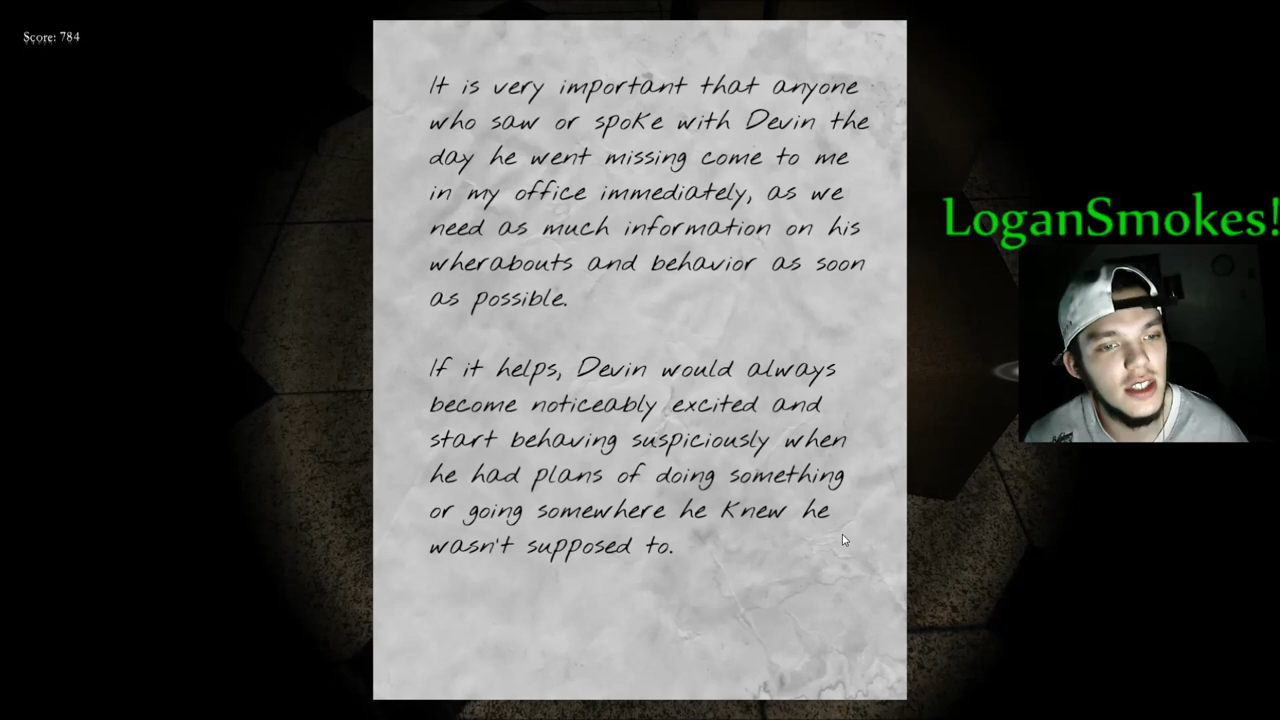 Score: 784
It is very important that anyone
who saw or spoke with Devin the
day he went missing come to me
in my office immediately, as we
need as much information on his
wherabouts and behavior as soon
as possible.
If it helps, Devin would always
become noticeably excited and
start behaving suspiciously when
he had plans of doing something
or going somewhere he knew he
wasn't supposed to.
LoganSmokes!